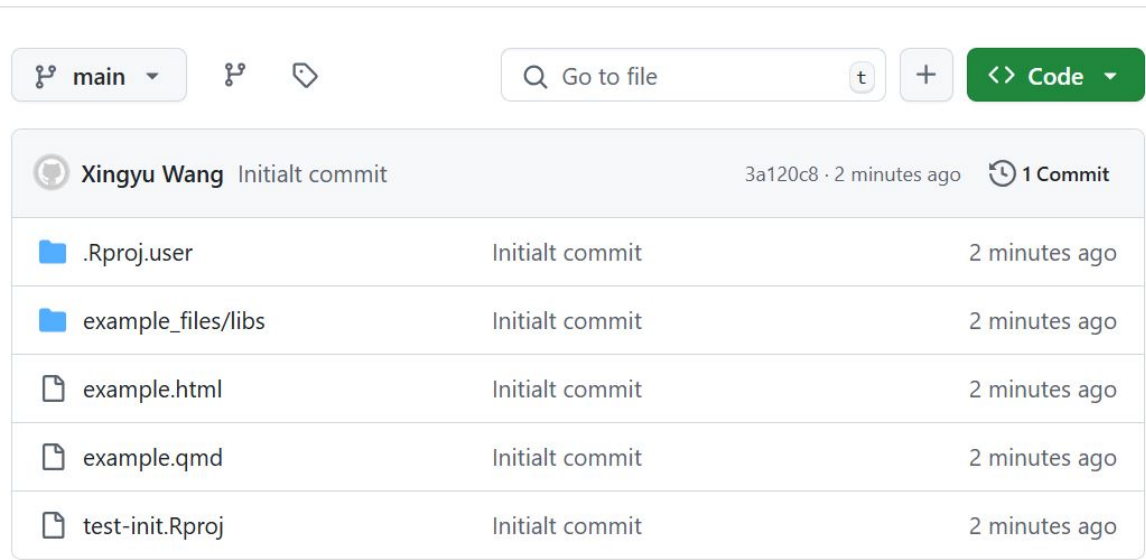 main Go to file t + <> Code
Xingyu Wang Initialt commit 3a120c8 · 2 minutes ago 1 Commit
.Rproj.user Initialt commit 2 minutes ago
example_files/libs Initialt commit 2 minutes ago
example.html Initialt commit 2 minutes ago
example.qmd Initialt commit 2 minutes ago
test-init.Rproj Initialt commit 2 minutes ago